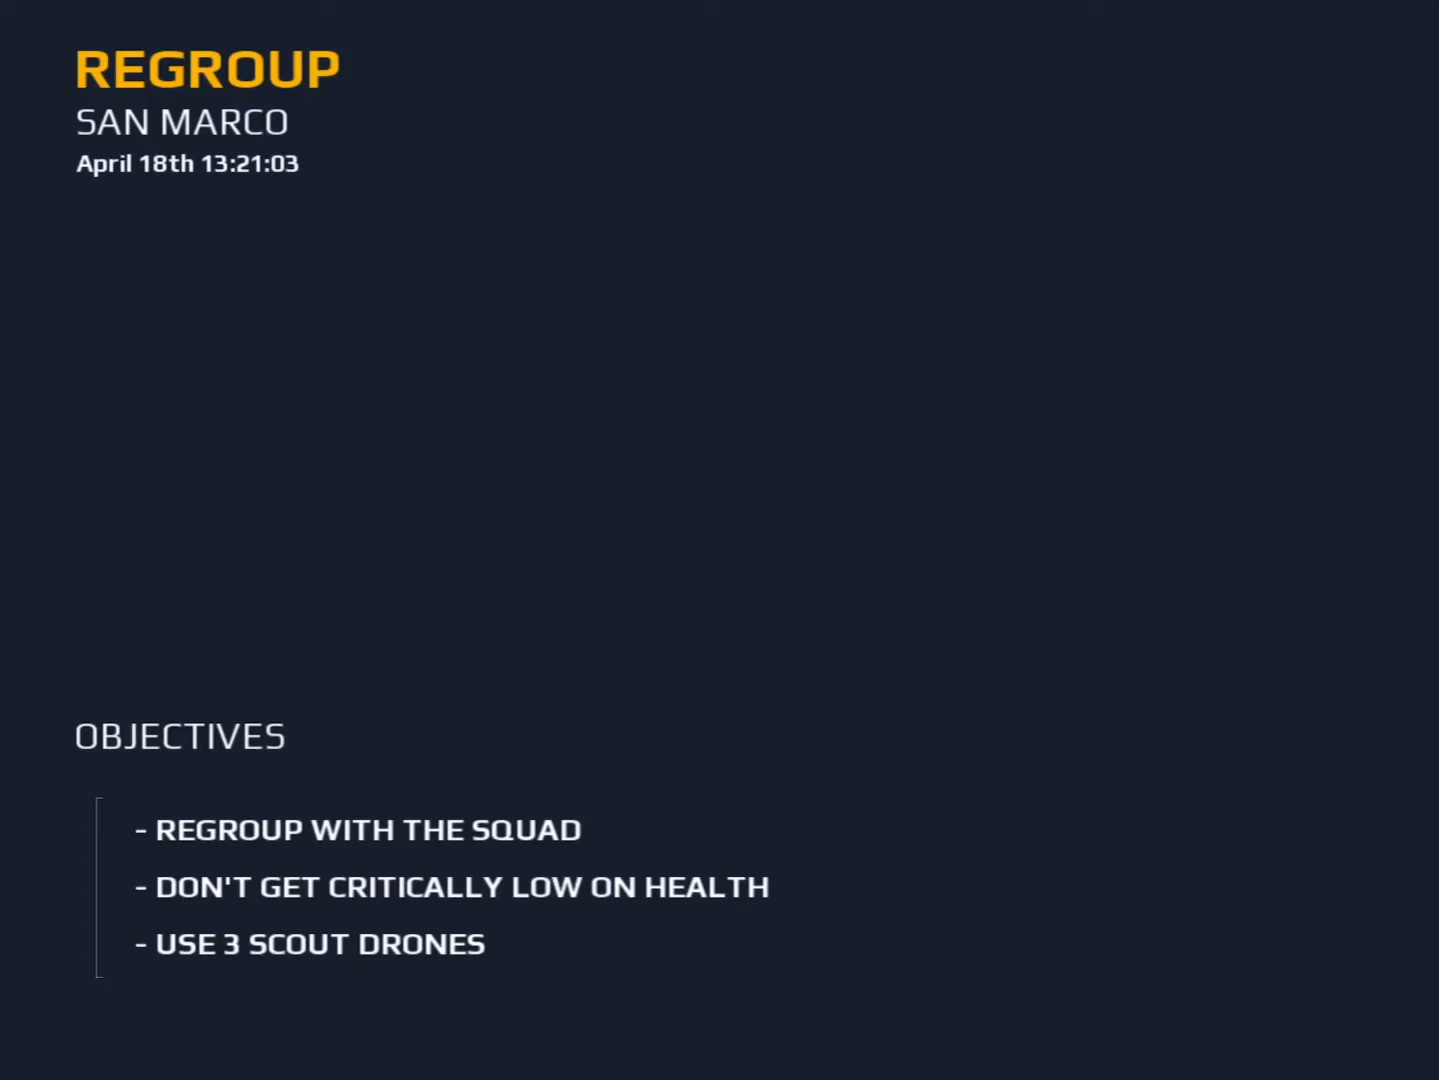 REGROUP
SAN MARCO
April 18th 13:21:03
OBJECTIVES
- REGROUP WITH THE SQUAD
- DON'T GET CRITICALLY LOW ON HEALTH
- USE 3 SCOUT DRONES